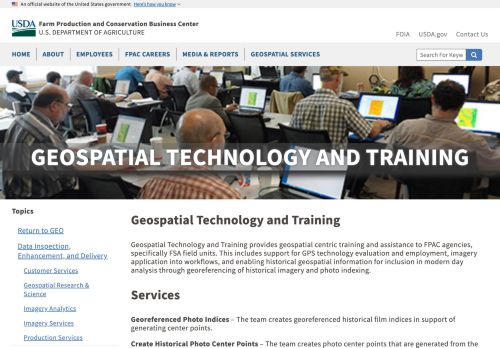 An official website of the United States government Here's how you know
USDA Farm Production and Conservation Business Center
U.S. DEPARTMENT OF AGRICULTURE
FOIA USDA.gov Contact Us
HOME ABOUT EMPLOYEES FPAC CAREERS MEDIA & REPORTS GEOSPATIAL SERVICES
Search For Keyw
GEOSPATIAL TECHNOLOGY AND TRAINING
Topics
Return to GEO
Data Inspection,
Enhancement, and Delivery
Customer Services
Geospatial Research &
Science
Imagery Analytics
Imagery Services
Production Services
Geospatial Technology and Training
Geospatial Technology and Training provides geospatial centric training and assistance to FPAC agencies,
specifically FSA field units. This includes support for GPS technology evaluation and employment, imagery
application into workflows, and enabling historical geospatial information for inclusion in modern day
analysis through georeferencing of historical imagery and photo indexing.
Services
Georeferenced Photo Indices – The team creates georeferenced historical film indices in support of
generating center points.
Create Historical Photo Center Points – The team creates photo center points that are generated from the